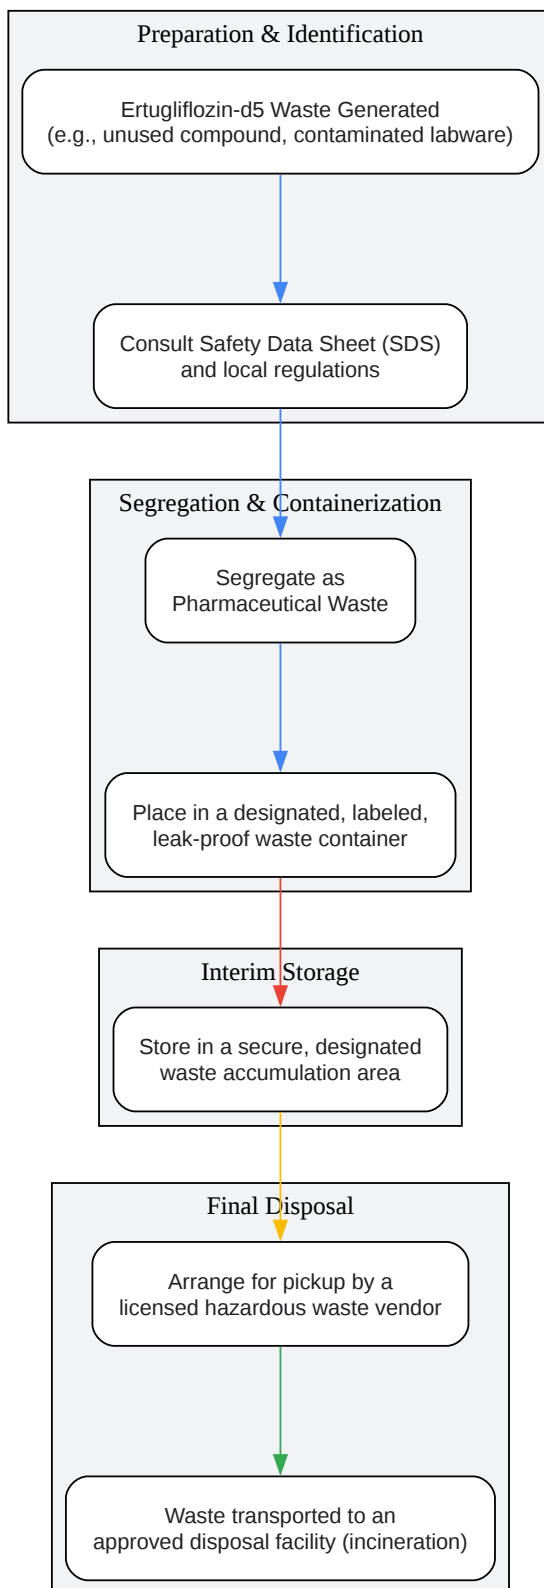 Preparation & Identification
Ertugliflozin-d5 Waste Generated
(e.g., unused compound, contaminated labware)
Consult Safety Data Sheet (SDS)
and local regulations
Segregation & Containerization
Segregate as
Pharmaceutical Waste
Place in a designated, labeled,
leak-proof waste container
Interim Storage
Store in a secure, designated
waste accumulation area
Final Disposal
Arrange for pickup by a
licensed hazardous waste vendor
Waste transported to an
approved disposal facility (incineration)